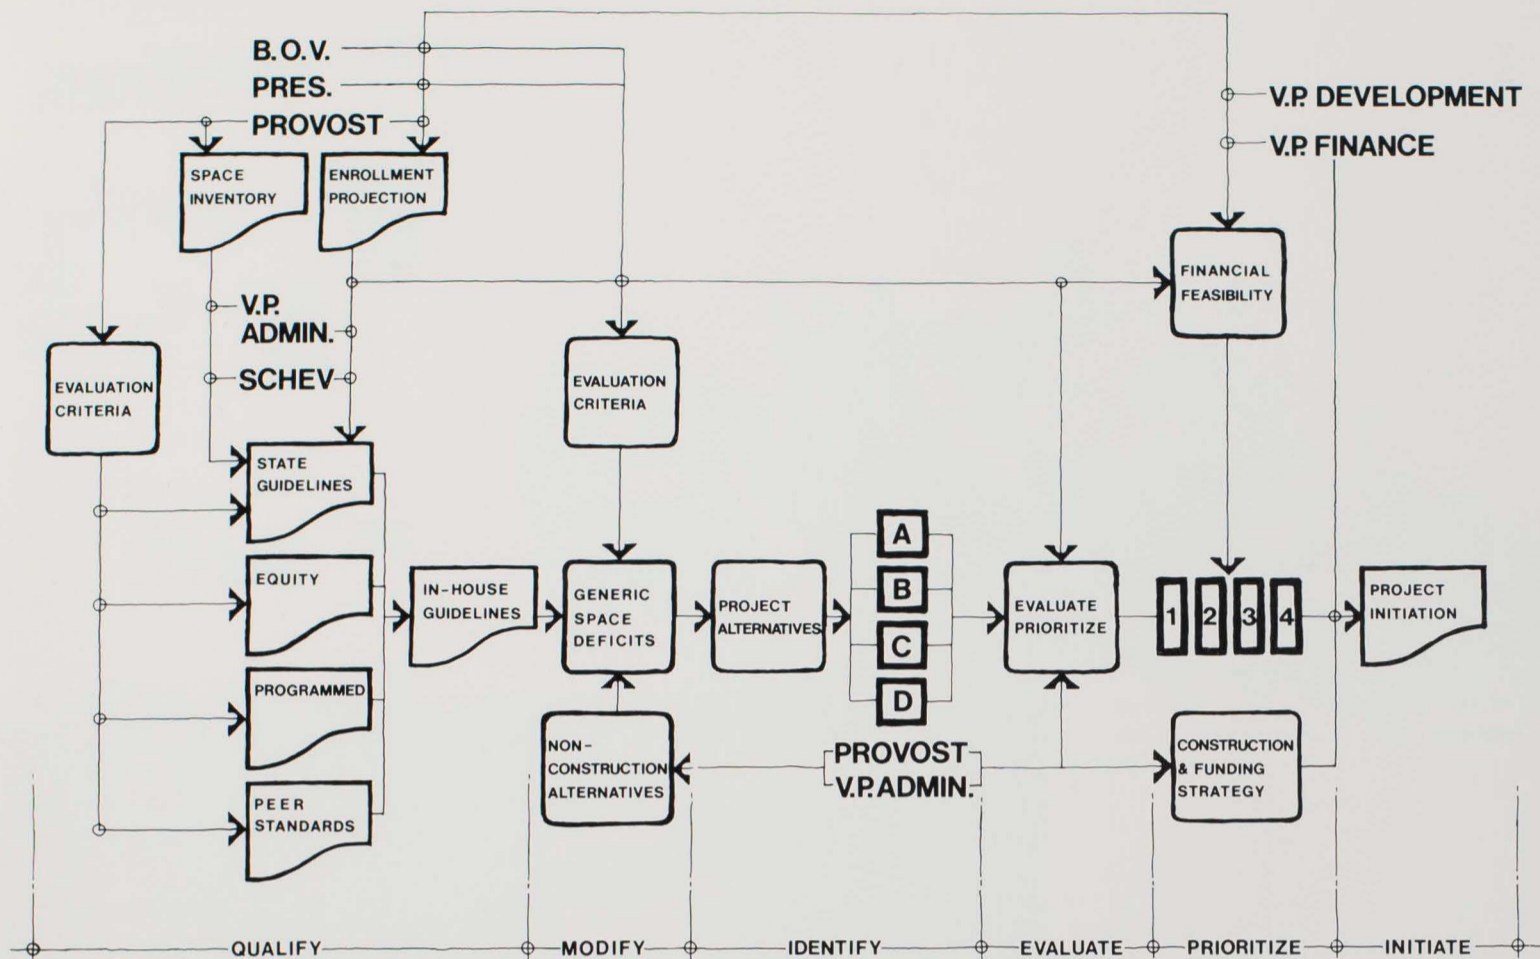 B.O.V.
PRES.
PROVOST
V.P. DEVELOPMENT
V.P. FINANCE
SPACE
INVENTORY
ENROLLMENT
PROJECTION
FINANCIAL
FEASIBILITY
V.P.
ADMIN.
SCHEV
EVALUATION
CRITERIA
EVALUATION
CRITERIA
STATE
GUIDELINES
EQUITY
PROGRAMMED
PEER
STANDARDS
IN-HOUSE
GUIDELINES
GENERIC
SPACE
DEFICITS
PROJECT
ALTERNATIVES
A
B
C
D
EVALUATE
PRIORITIZE
1 2 3 4
PROJECT
INITIATION
NON-
CONSTRUCTION
ALTERNATIVES
PROVOST
V.P. ADMIN.
CONSTRUCTION
& FUNDING
STRATEGY
QUALIFY MODIFY IDENTIFY EVALUATE PRIORITIZE INITIATE